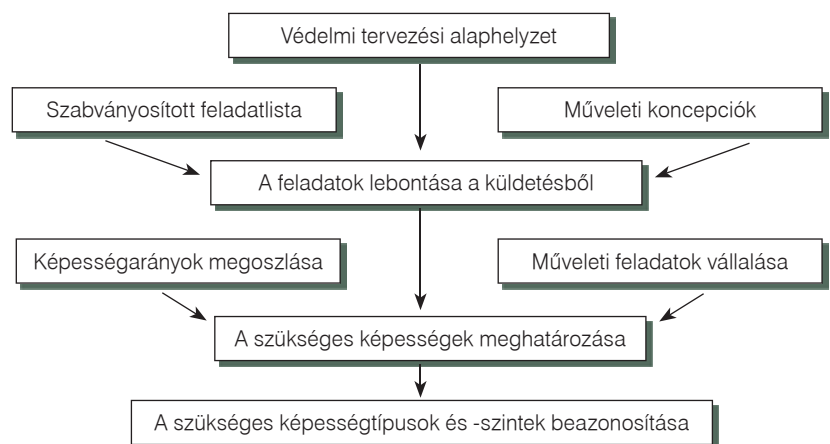 Védelmi tervezési alaphelyzet
Szabványosított feladatlista
Műveleti koncepciók
A feladatok lebontása a küldetésből
Képességarányok megoszlása
Műveleti feladatok vállalása
A szükséges képességek meghatározása
A szükséges képességtípusok és -szintek beazonosítása